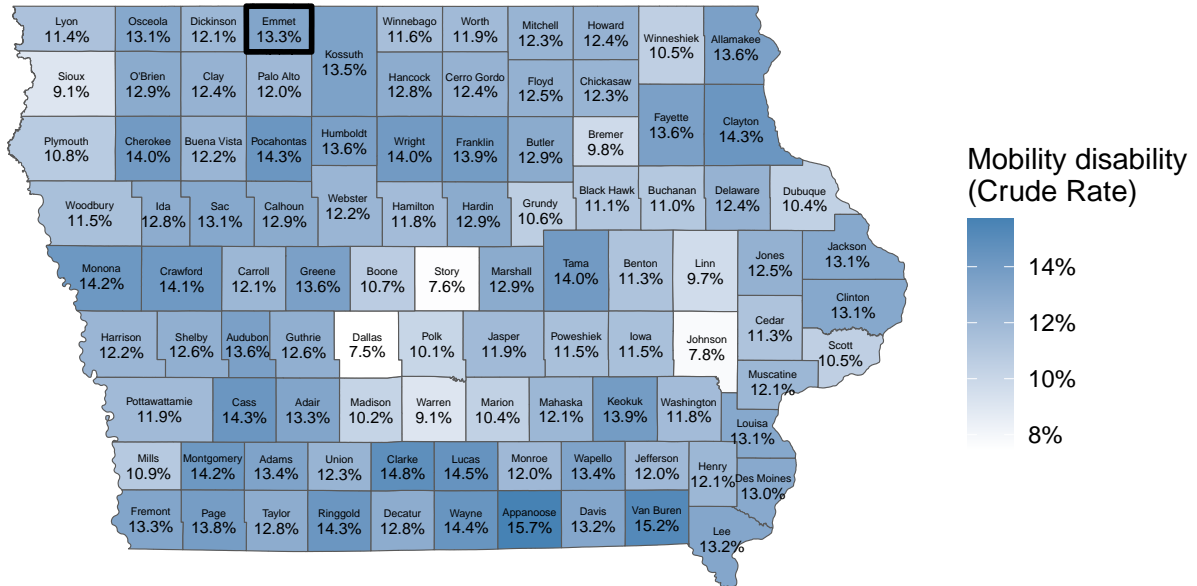 Lyon
11.4%
Osceola
13.1%
Dickinson
12.1%
Emmet
13.3%
Kossuth
13.5%
Winnebago
11.6%
Worth
11.9%
Mitchell
12.3%
Howard
12.4%
Winneshiek
10.5%
Allamakee
13.6%
Sioux
9.1%
O'Brien
12.9%
Clay
12.4%
Palo Alto
12.0%
Hancock
12.8%
Cerro Gordo
12.4%
Floyd
12.5%
Chickasaw
12.3%
Plymouth
10.8%
Cherokee
14.0%
Buena Vista
12.2%
Pocahontas
14.3%
Humboldt
13.6%
Wright
14.0%
Franklin
13.9%
Butler
12.9%
Bremer
9.8%
Fayette
13.6%
Clayton
14.3%
Woodbury
11.5%
Ida
12.8%
Sac
13.1%
Calhoun
12.9%
Webster
12.2%
Hamilton
11.8%
Hardin
12.9%
Grundy
10.6%
Black Hawk
11.1%
Buchanan
11.0%
Delaware
12.4%
Dubuque
10.4%
Monona
14.2%
Crawford
14.1%
Carroll
12.1%
Greene
13.6%
Boone
10.7%
Story
7.6%
Marshall
12.9%
Tama
14.0%
Benton
11.3%
Linn
9.7%
Jones
12.5%
Jackson
13.1%
Clinton
13.1%
Harrison
12.2%
Shelby
12.6%
Audubon
13.6%
Guthrie
12.6%
Dallas
7.5%
Polk
10.1%
Jasper
11.9%
Poweshiek
11.5%
Iowa
11.5%
Johnson
7.8%
Cedar
11.3%
Scott
10.5%
Muscatine
12.1%
Pottawattamie
11.9%
Cass
14.3%
Adair
13.3%
Madison
10.2%
Warren
9.1%
Marion
10.4%
Mahaska
12.1%
Keokuk
13.9%
Washington
11.8%
Louisa
13.1%
Mills
10.9%
Montgomery
14.2%
Adams
13.4%
Union
12.3%
Clarke
14.8%
Lucas
14.5%
Monroe
12.0%
Wapello
13.4%
Jefferson
12.0%
Henry
12.1%
Des Moines
13.0%
Fremont
13.3%
Page
13.8%
Taylor
12.8%
Ringgold
14.3%
Decatur
12.8%
Wayne
14.4%
Appanoose
15.7%
Davis
13.2%
Van Buren
15.2%
Lee
13.2%
Mobility disability
(Crude Rate)
14%
12%
10%
8%